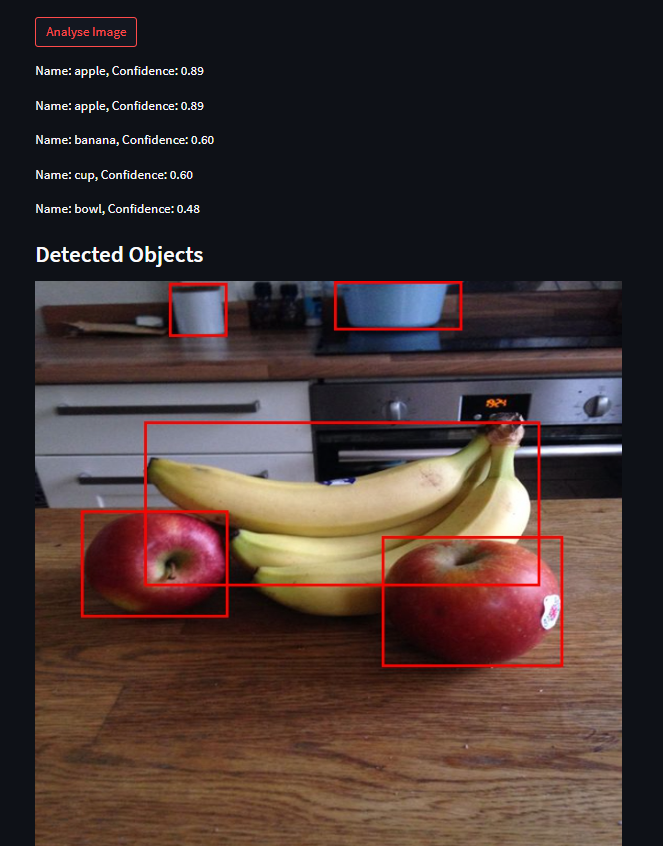 Analyse Image
Name: apple, Confidence: 0.89
Name: apple, Confidence: 0.89
Name: banana, Confidence: 0.60
Name: cup, Confidence: 0.60
Name: bowl, Confidence: 0.48
Detected Objects